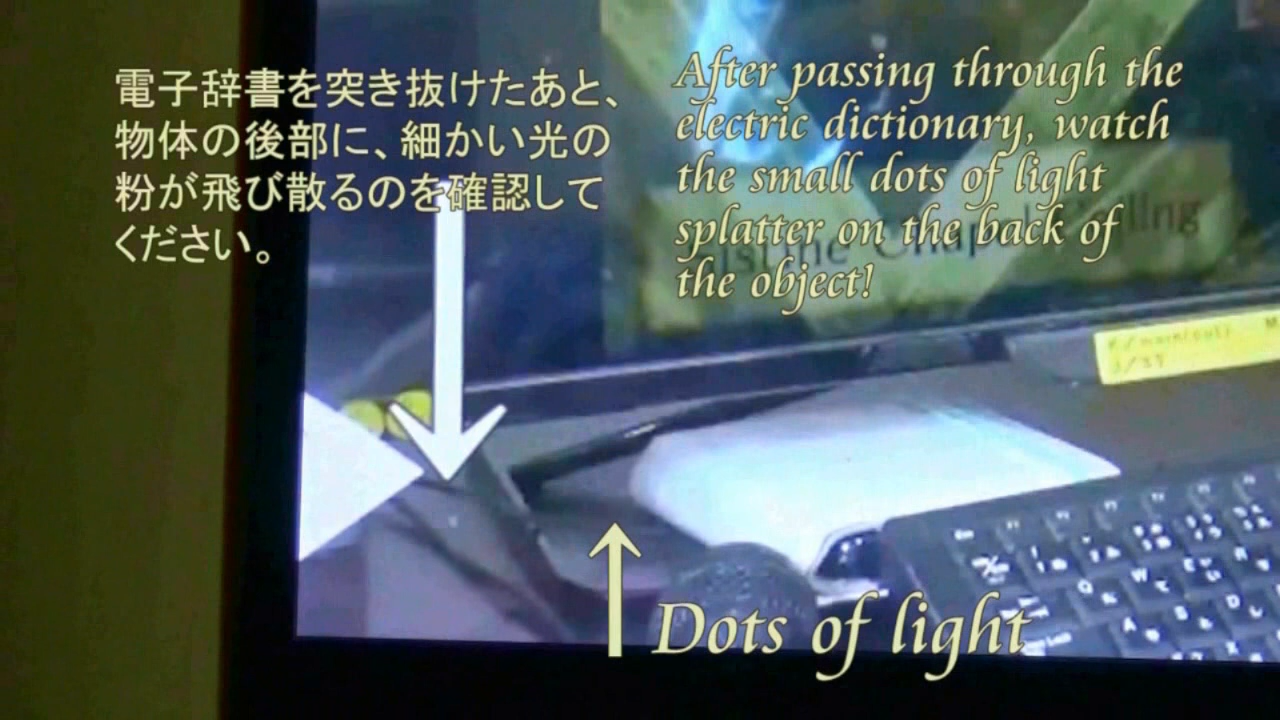 電子辞書を突き抜けたあと、
物体の後部に、細かい光の
粉が飛び散るのを確認して
ください。
After passing through the
electric dictionary, watch
the small dots of light
splatter on the back of
the object!
Dots of light